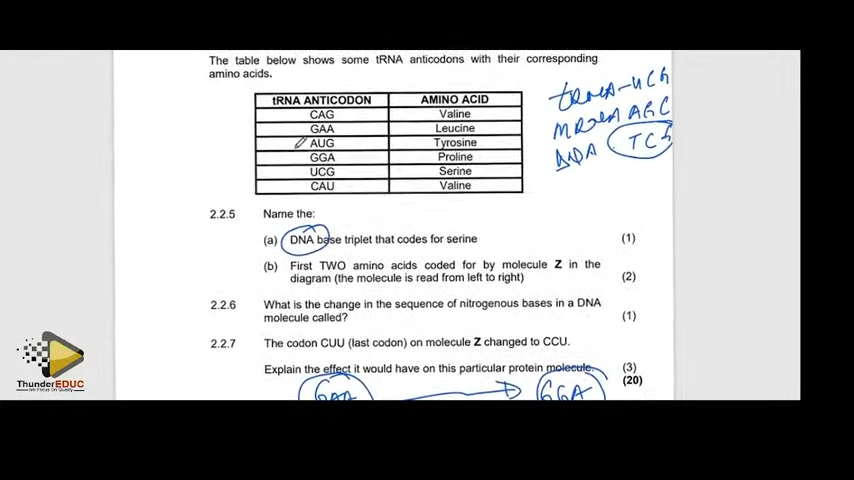 The table below shows some tRNA anticodons with their corresponding
amino acids.
tRNA ANTICODON AMINO ACID
CAG Valine
GAA Leucine
AUG Tyrosine
GGA Proline
UCG Serine
CAU Valine
tRNA-UCG
MRNA AGC
DNA TCG
2.2.5 Name the:
(a) DNA base triplet that codes for serine (1)
(b) First TWO amino acids coded for by molecule Z in the
diagram (the molecule is read from left to right) (2)
2.2.6 What is the change in the sequence of nitrogenous bases in a DNA
molecule called? (1)
2.2.7 The codon CUU (last codon) on molecule Z changed to CCU.
Explain the effect it would have on this particular protein molecule. (3)
(20)
GAA GGA
ThunderEDUC
We Focus On Quality